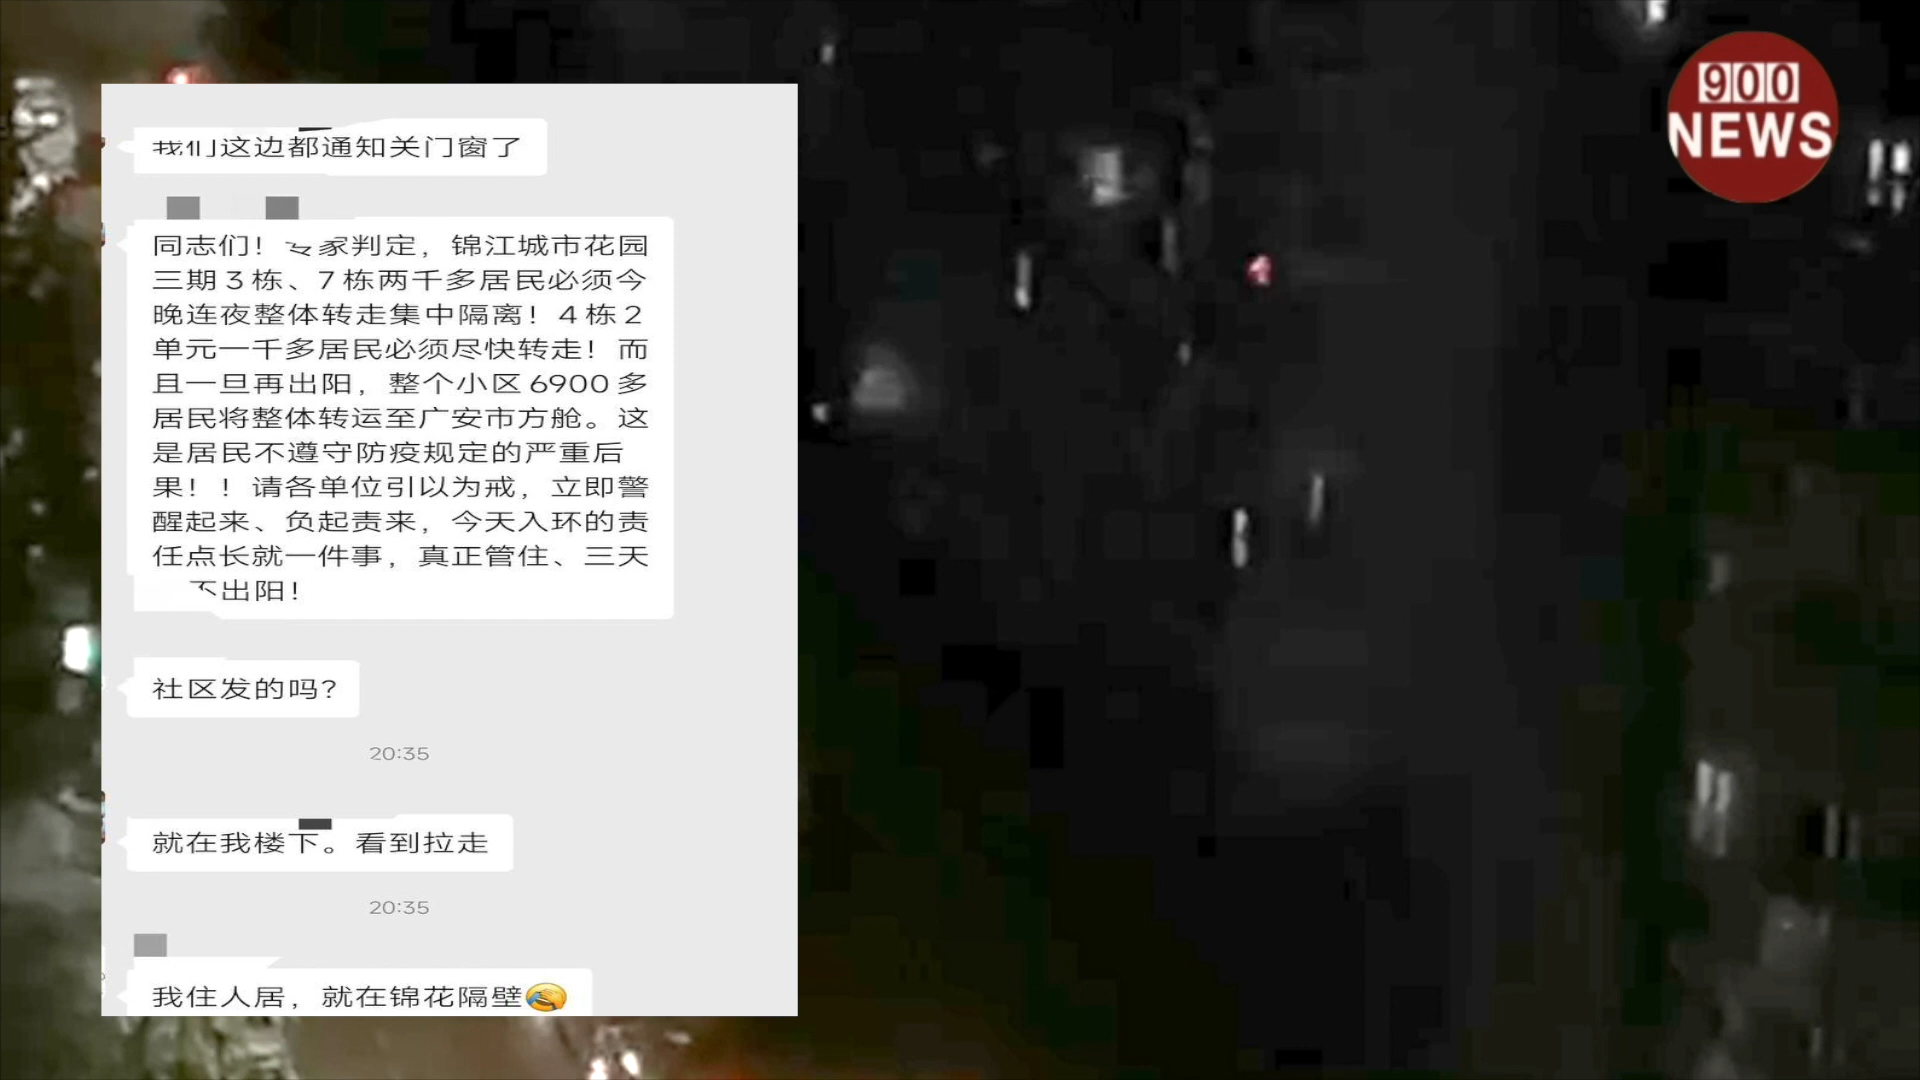 900
NEWS
我们这边都通知关门窗了
同志们！专家判定，锦江城市花园
三期3栋、7栋两千多居民必须今
晚连夜整体转走集中隔离！4栋2
单元一千多居民必须尽快转走！而
且一旦再出阳，整个小区6900多
居民将整体转运至广安市方舱。这
是居民不遵守防疫规定的严重后
果！！请各单位引以为戒，立即警
醒起来、负起责来，今天入环的责
任点长就一件事，真正管住、三天
不出阳！
社区发的吗?
20:35
就在我楼下。看到拉走
20:35
我住人居，就在锦花隔壁